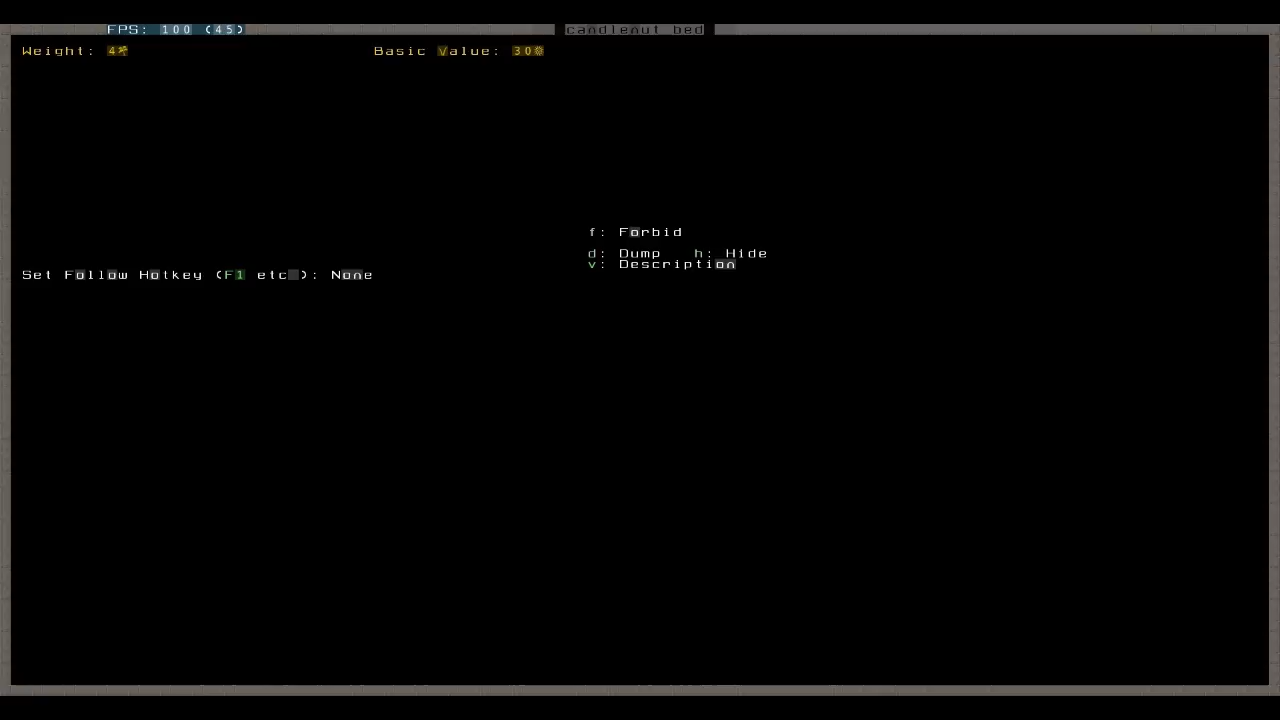 FPS: 100 (45) candlenut bed
Weight: 4 Basic Value: 30☼
f: Forbid
d: Dump h: Hide
v: Description
Set Follow Hotkey (F1 etc.): None